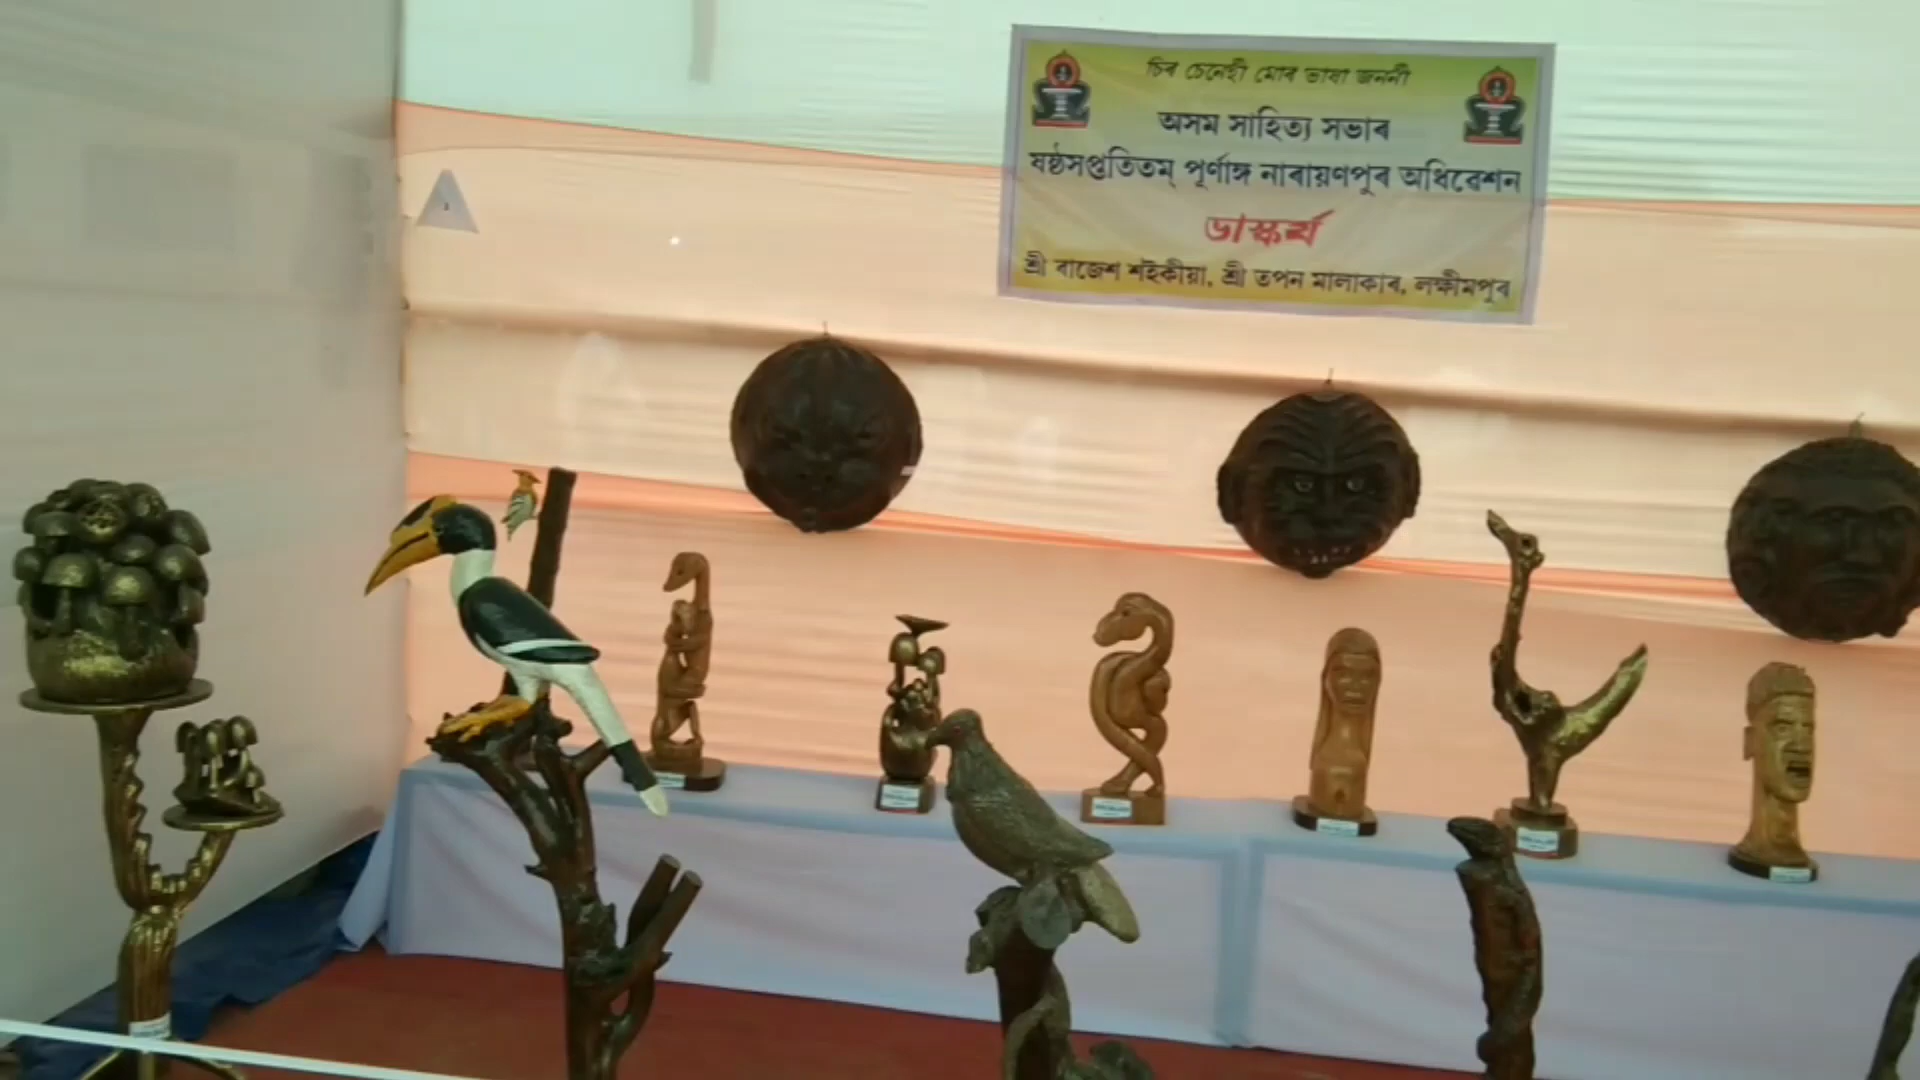 চিৰ চেনেহী মোৰ ভাষা জননী
অসম সাহিত্য সভাৰ
ষষ্ঠসপ্ততিতম্ পূৰ্ণাঙ্গ নাৰায়ণপুৰ অধিৱেশন
ভাস্কৰ্য
শ্ৰী ৰাজেশ শইকীয়া, শ্ৰী তপন মালাকাৰ, লক্ষীমপুৰ